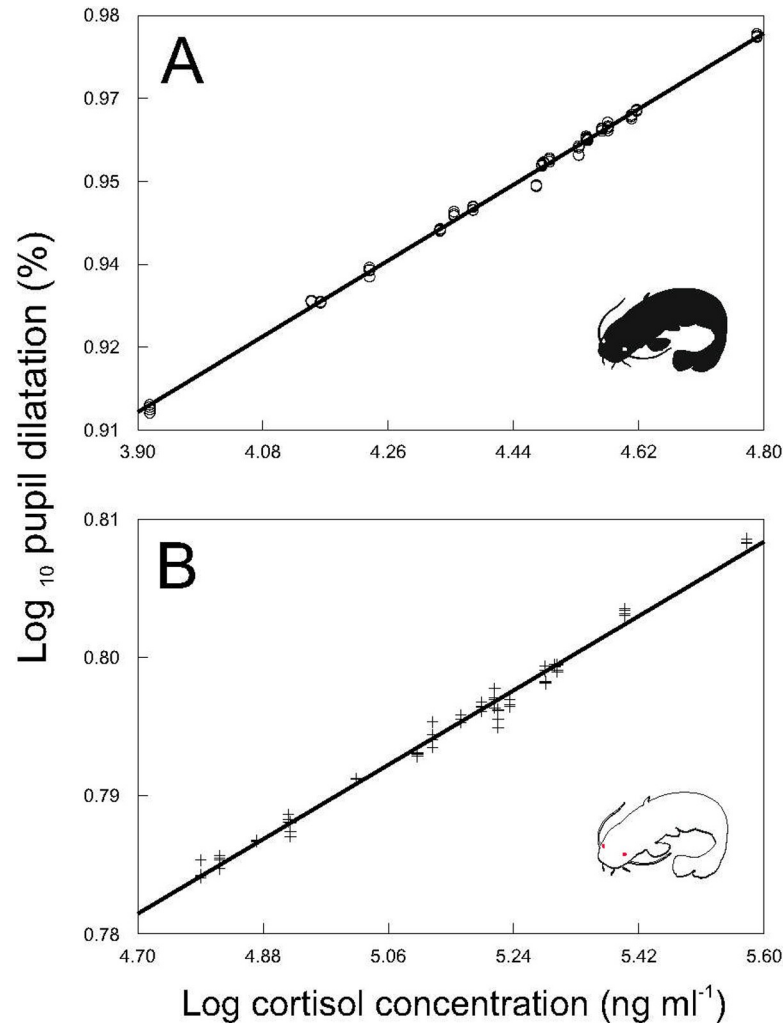 A
0.98
0.97
0.95
0.94
0.92
0.91
3.90 4.08 4.26 4.44 4.62 4.80
Log 10 pupil dilatation (%)
B
0.81
0.80
0.79
0.78
4.70 4.88 5.06 5.24 5.42 5.60
Log cortisol concentration (ng ml-1)